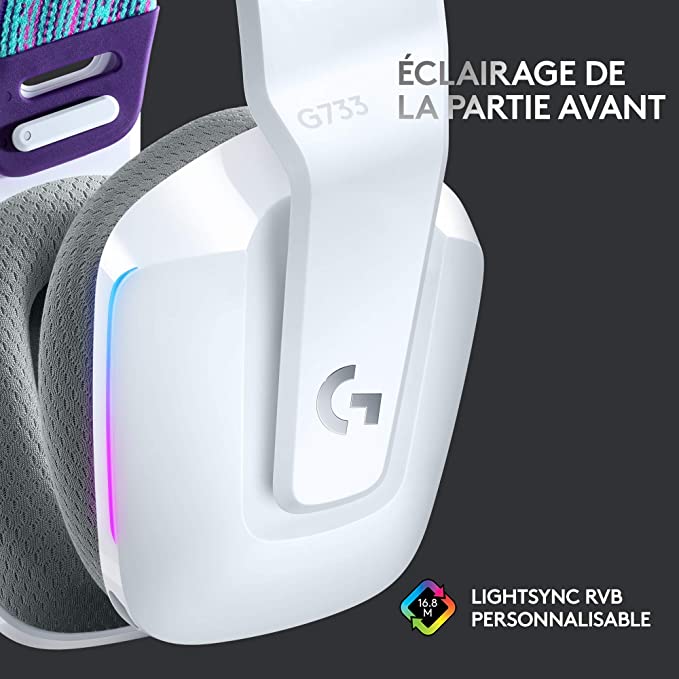 ÉCLAIRAGE DE
LA PARTIE AVANT
G733
G
16.8
M
LIGHTSYNC RVB
PERSONNALISABLE